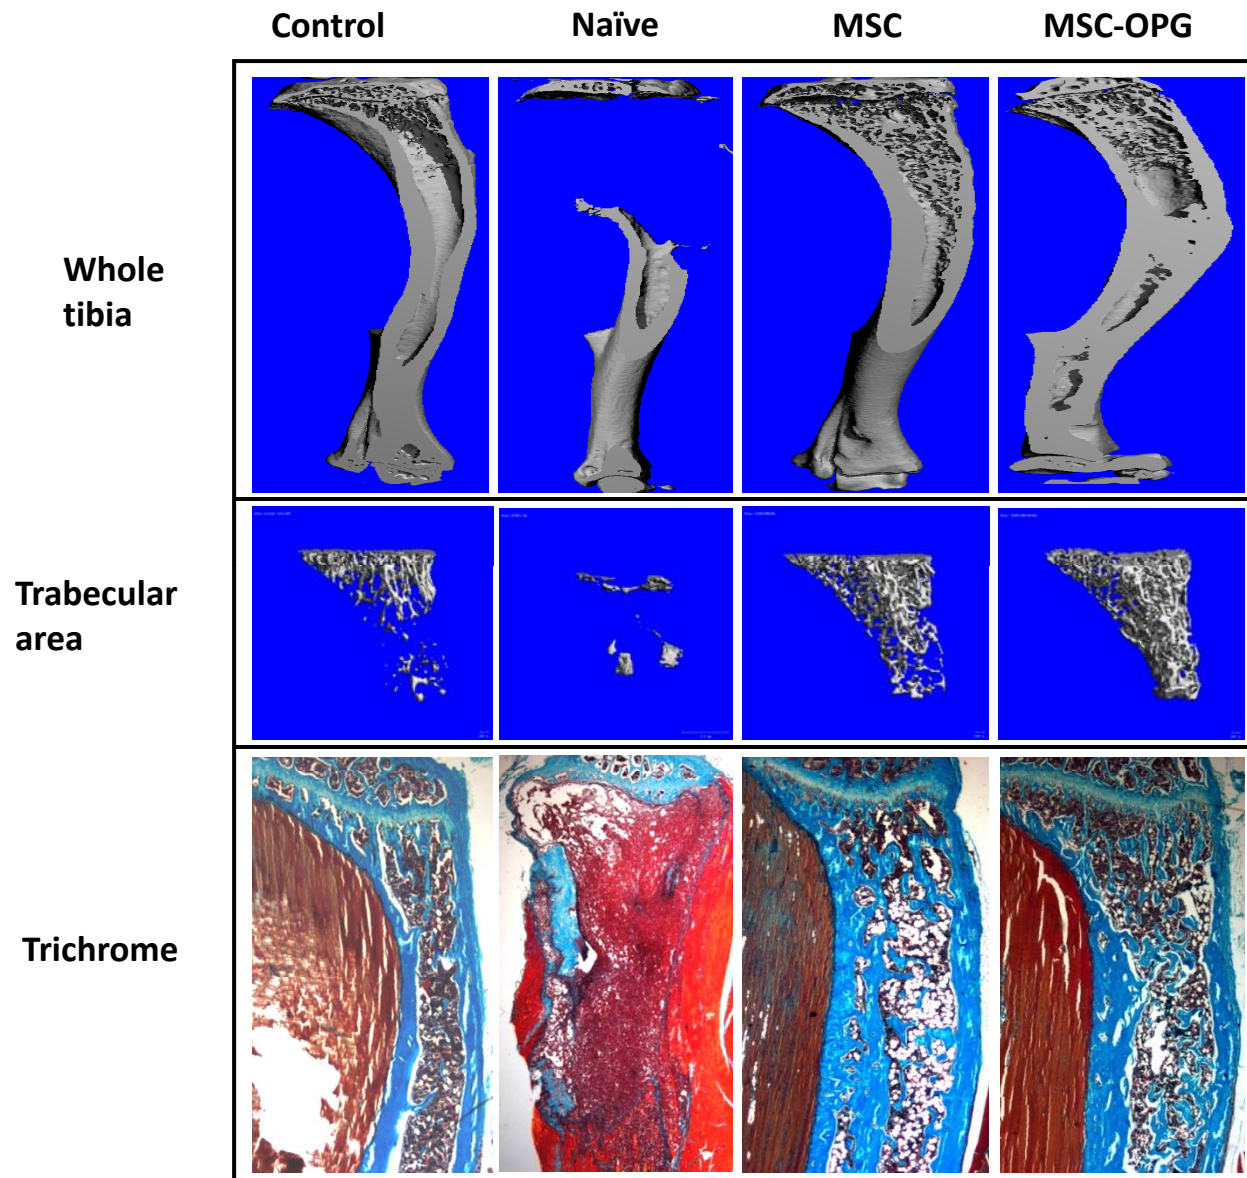 Control Naïve MSC MSC-OPG
Whole
tibia
Trabecular
area
Trichrome